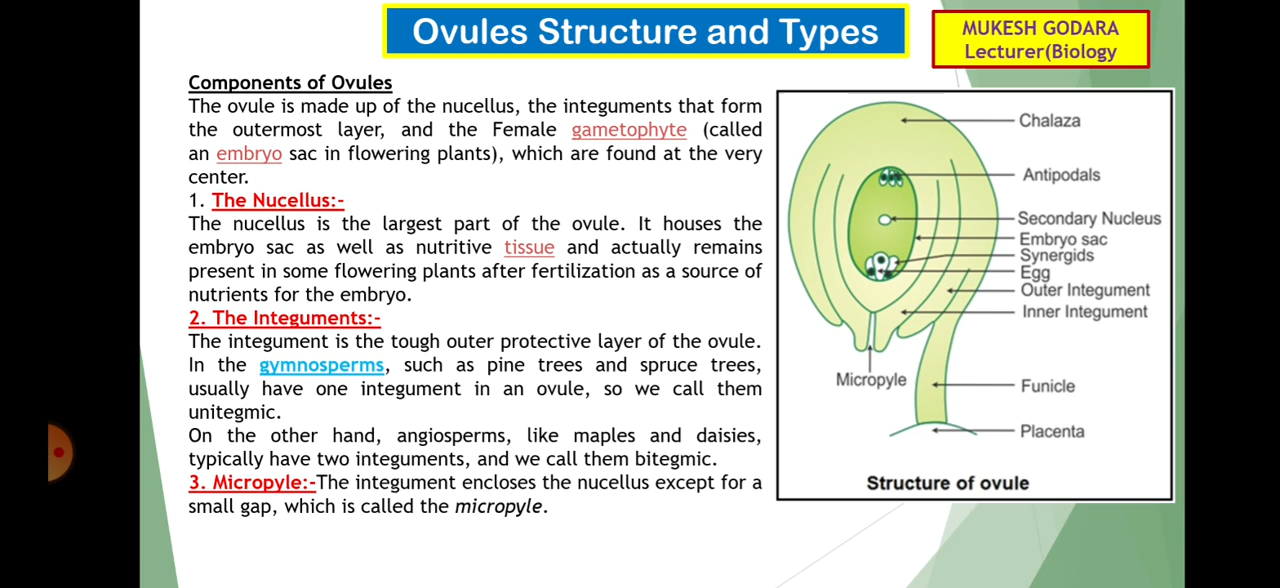 Ovules Structure and Types
MUKESH GODARA
Lecturer(Biology
Components of Ovules
The ovule is made up of the nucellus, the integuments that form
the outermost layer, and the Female gametophyte (called
an embryo sac in flowering plants), which are found at the very
center.
1. The Nucellus:-
The nucellus is the largest part of the ovule. It houses the
embryo sac as well as nutritive tissue and actually remains
present in some flowering plants after fertilization as a source of
nutrients for the embryo.
2. The Integuments:-
The integument is the tough outer protective layer of the ovule.
In the gymnosperms, such as pine trees and spruce trees,
usually have one integument in an ovule, so we call them
unitegmic.
On the other hand, angiosperms, like maples and daisies,
typically have two integuments, and we call them bitegmic.
3. Micropyle:-The integument encloses the nucellus except for a
small gap, which is called the micropyle.
Chalaza
Antipodals
Secondary Nucleus
Embryo sac
Synergids
Egg
Outer Integument
Inner Integument
Micropyle
Funicle
Placenta
Structure of ovule